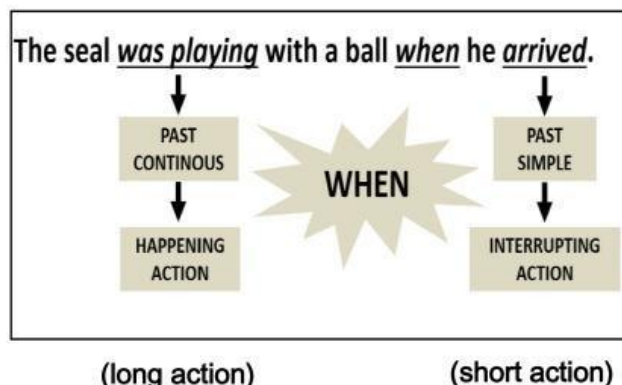 The seal was playing with a ball when he arrived.
PAST
CONTINOUS
WHEN
PAST
SIMPLE
HAPPENING
ACTION
INTERRUPTING
ACTION
(long action)
(short action)